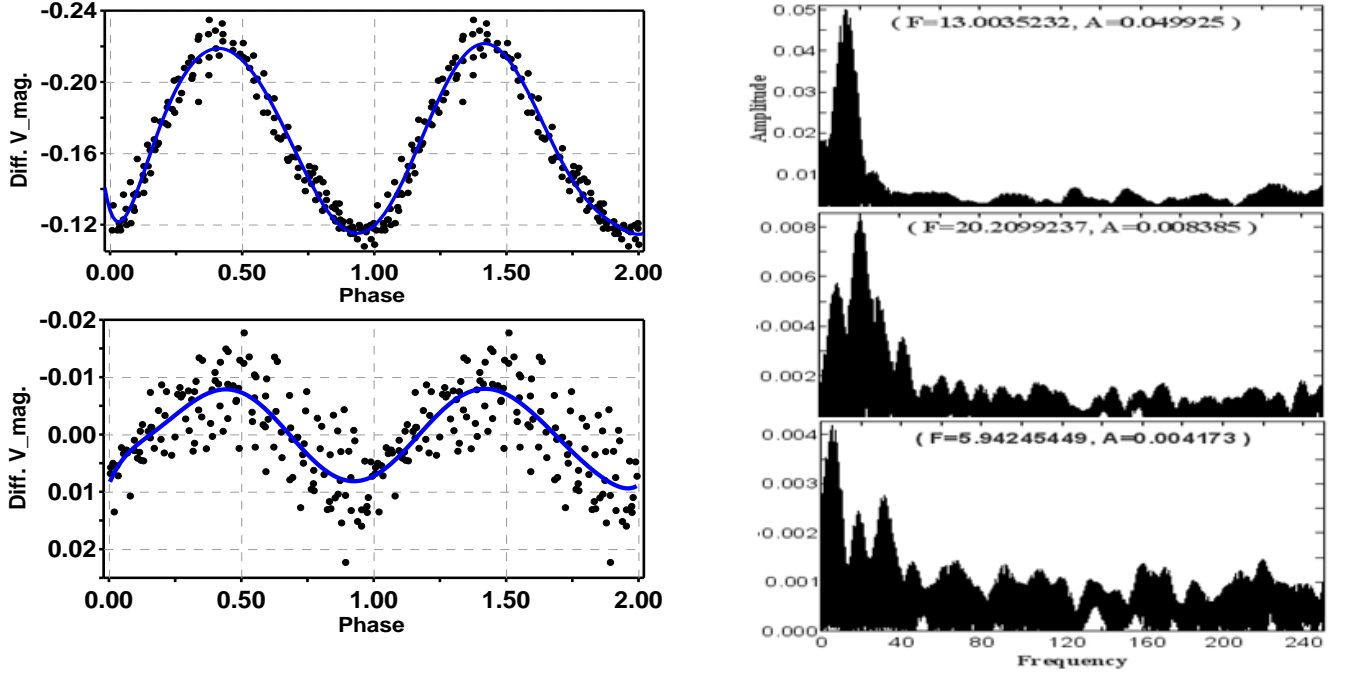 -0.24
-0.20
-0.16
-0.12
Diff. V_mag.
0.00 0.50 1.00 1.50 2.00
Phase
-0.02
-0.01
0.00
0.01
0.02
Diff. V_mag.
0.00 0.50 1.00 1.50 2.00
Phase
0.05
0.04
0.03
0.02
0.01
Amplitude
( F=13.0035232, A=0.049925 )
0.008
0.006
0.004
0.002
( F=20.2099237, A=0.008385 )
0.004
0.003
0.002
0.001
0.000
( F=5.94245449, A=0.004173 )
0 40 80 120 160 200 240
Frequency